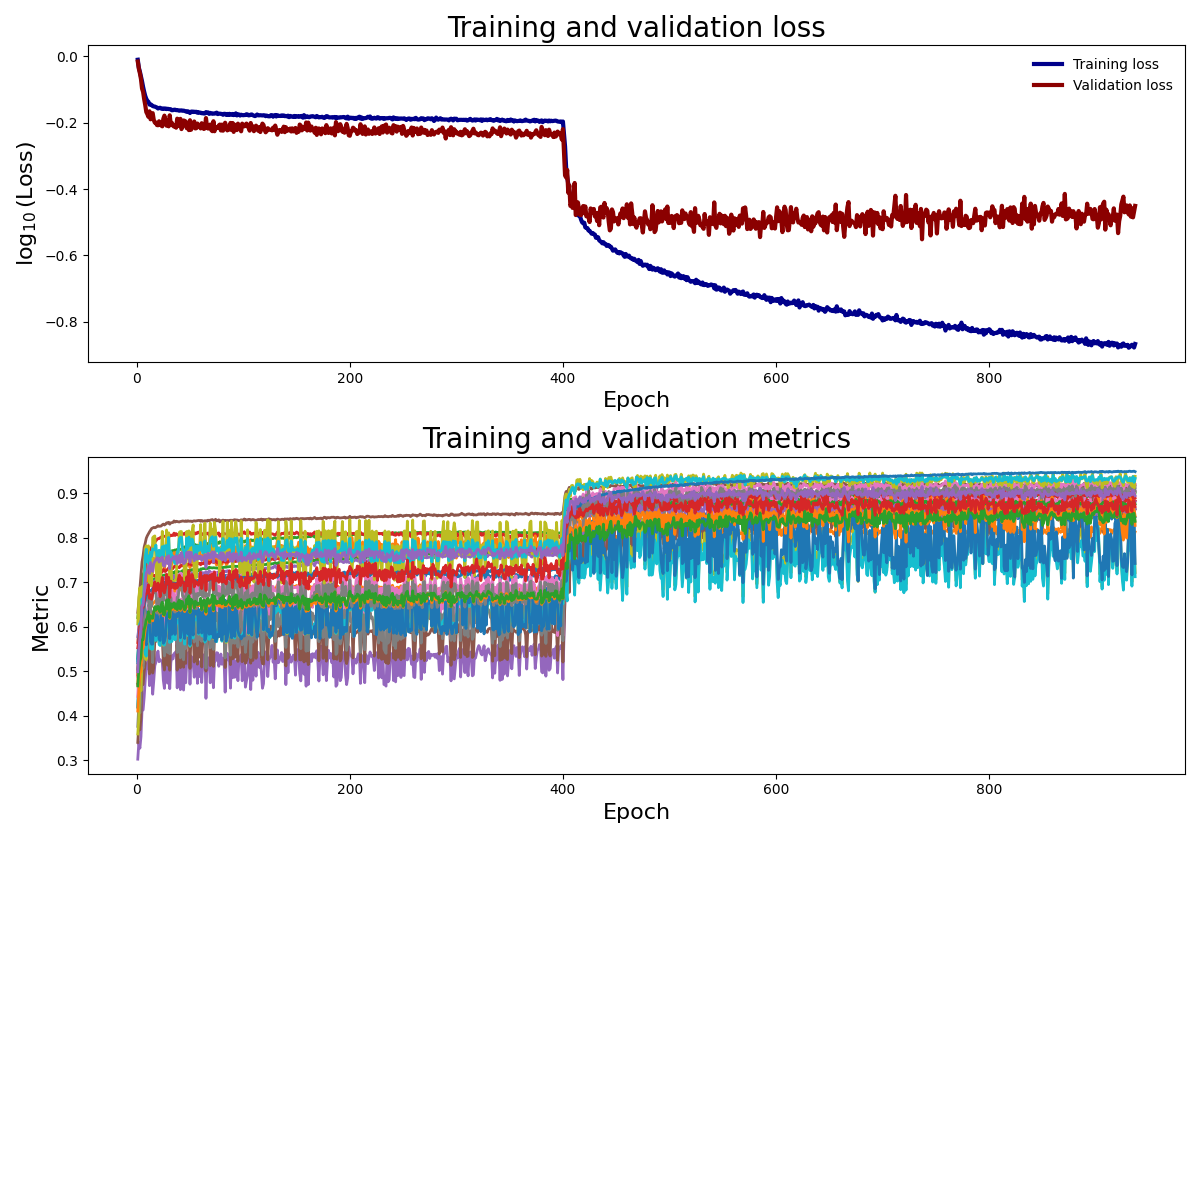 Training and validation loss
0.0
−0.2
−0.4
−0.6
−0.8
log10(Loss)
Training loss
Validation loss
0 200 400 600 800
Epoch
Training and validation metrics
0.9
0.8
0.7
0.6
0.5
0.4
0.3
Metric
0 200 400 600 800
Epoch